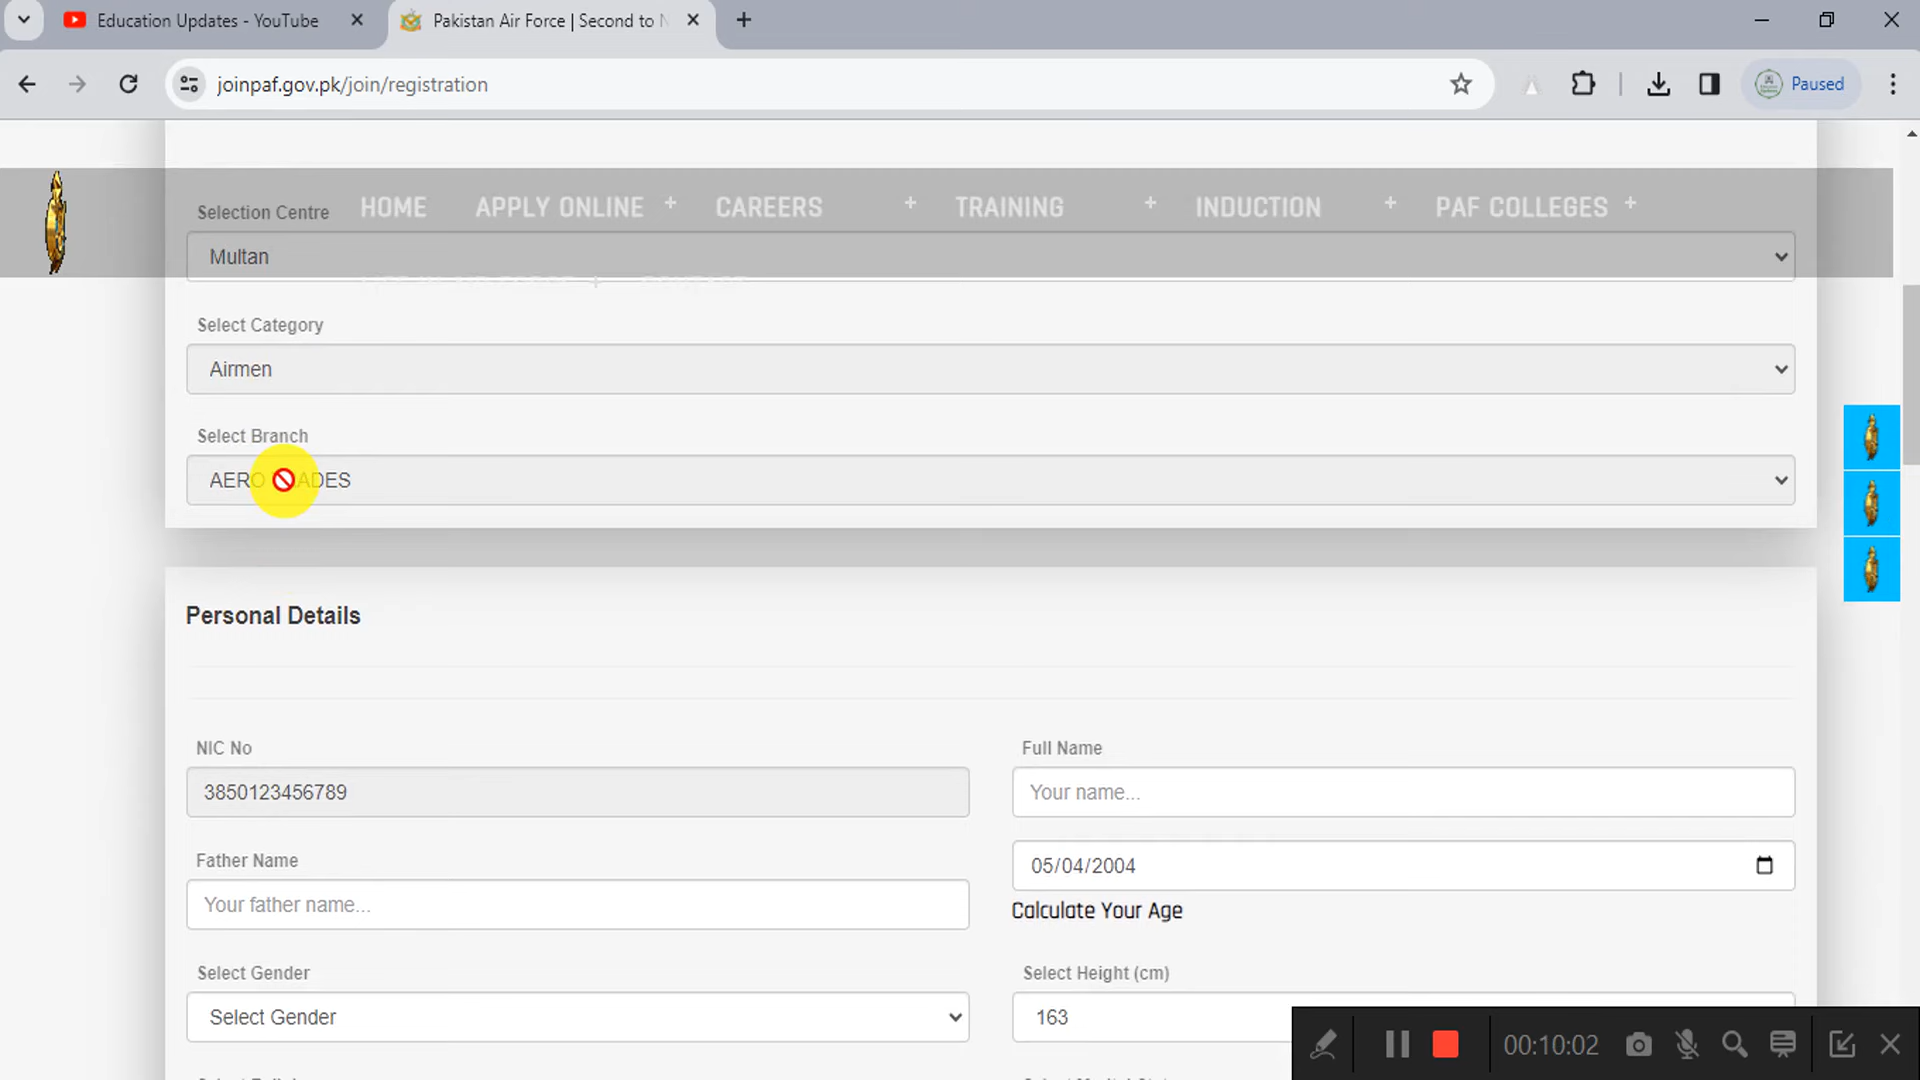 Education Updates - YouTube
Pakistan Air Force | Second to N
joinpaf.gov.pk/join/registration
Paused
HOME APPLY ONLINE + CAREERS + TRAINING + INDUCTION + PAF COLLEGES +
Selection Centre
Multan
Select Category
Airmen
Select Branch
AERO TRADES
Personal Details
NIC No
3850123456789
Full Name
Your name...
Father Name
Your father name...
05/04/2004
Calculate Your Age
Select Gender
Select Gender
Select Height (cm)
163
00:10:02